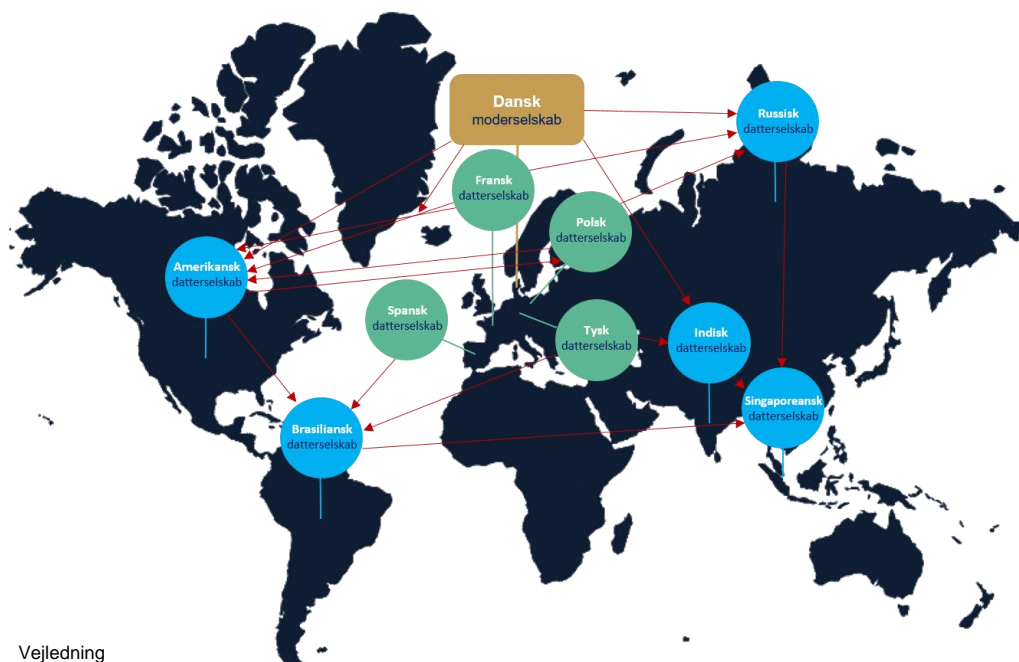 Dansk
moderselskab
Russisk
datterselskab
Fransk
datterselskab
Polsk
datterselskab
Amerikansk
datterselskab
Spansk
datterselskab
Tysk
datterselskab
Indisk
datterselskab
Singaporeansk
datterselskab
Brasiliansk
datterselskab
Vejledning